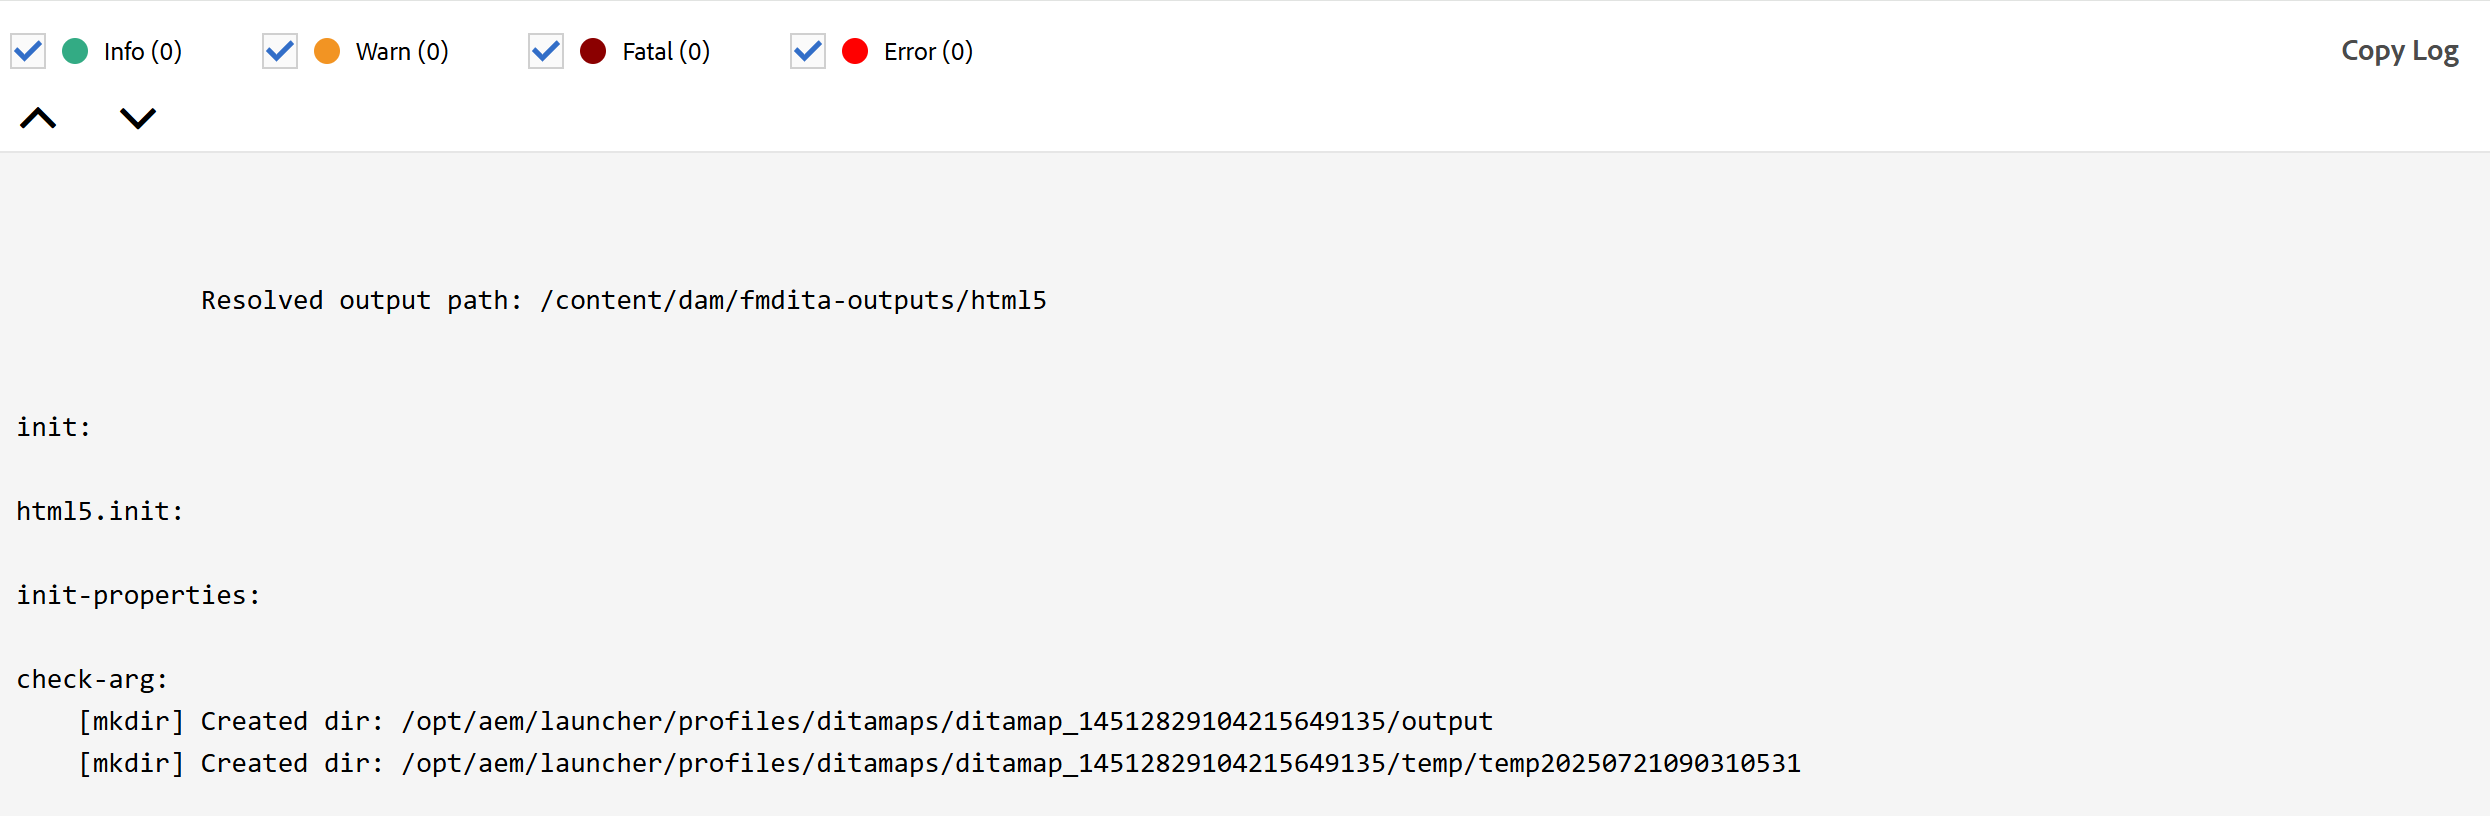 Info (0) Warn (0) Fatal (0) Error (0) Copy Log
Resolved output path: /content/dam/fmdita-outputs/html5
init:
html5.init:
init-properties:
check-arg:
[mkdir] Created dir: /opt/aem/launcher/profiles/ditamaps/ditamap_14512829104215649135/output
[mkdir] Created dir: /opt/aem/launcher/profiles/ditamaps/ditamap_14512829104215649135/temp/temp20250721090310531